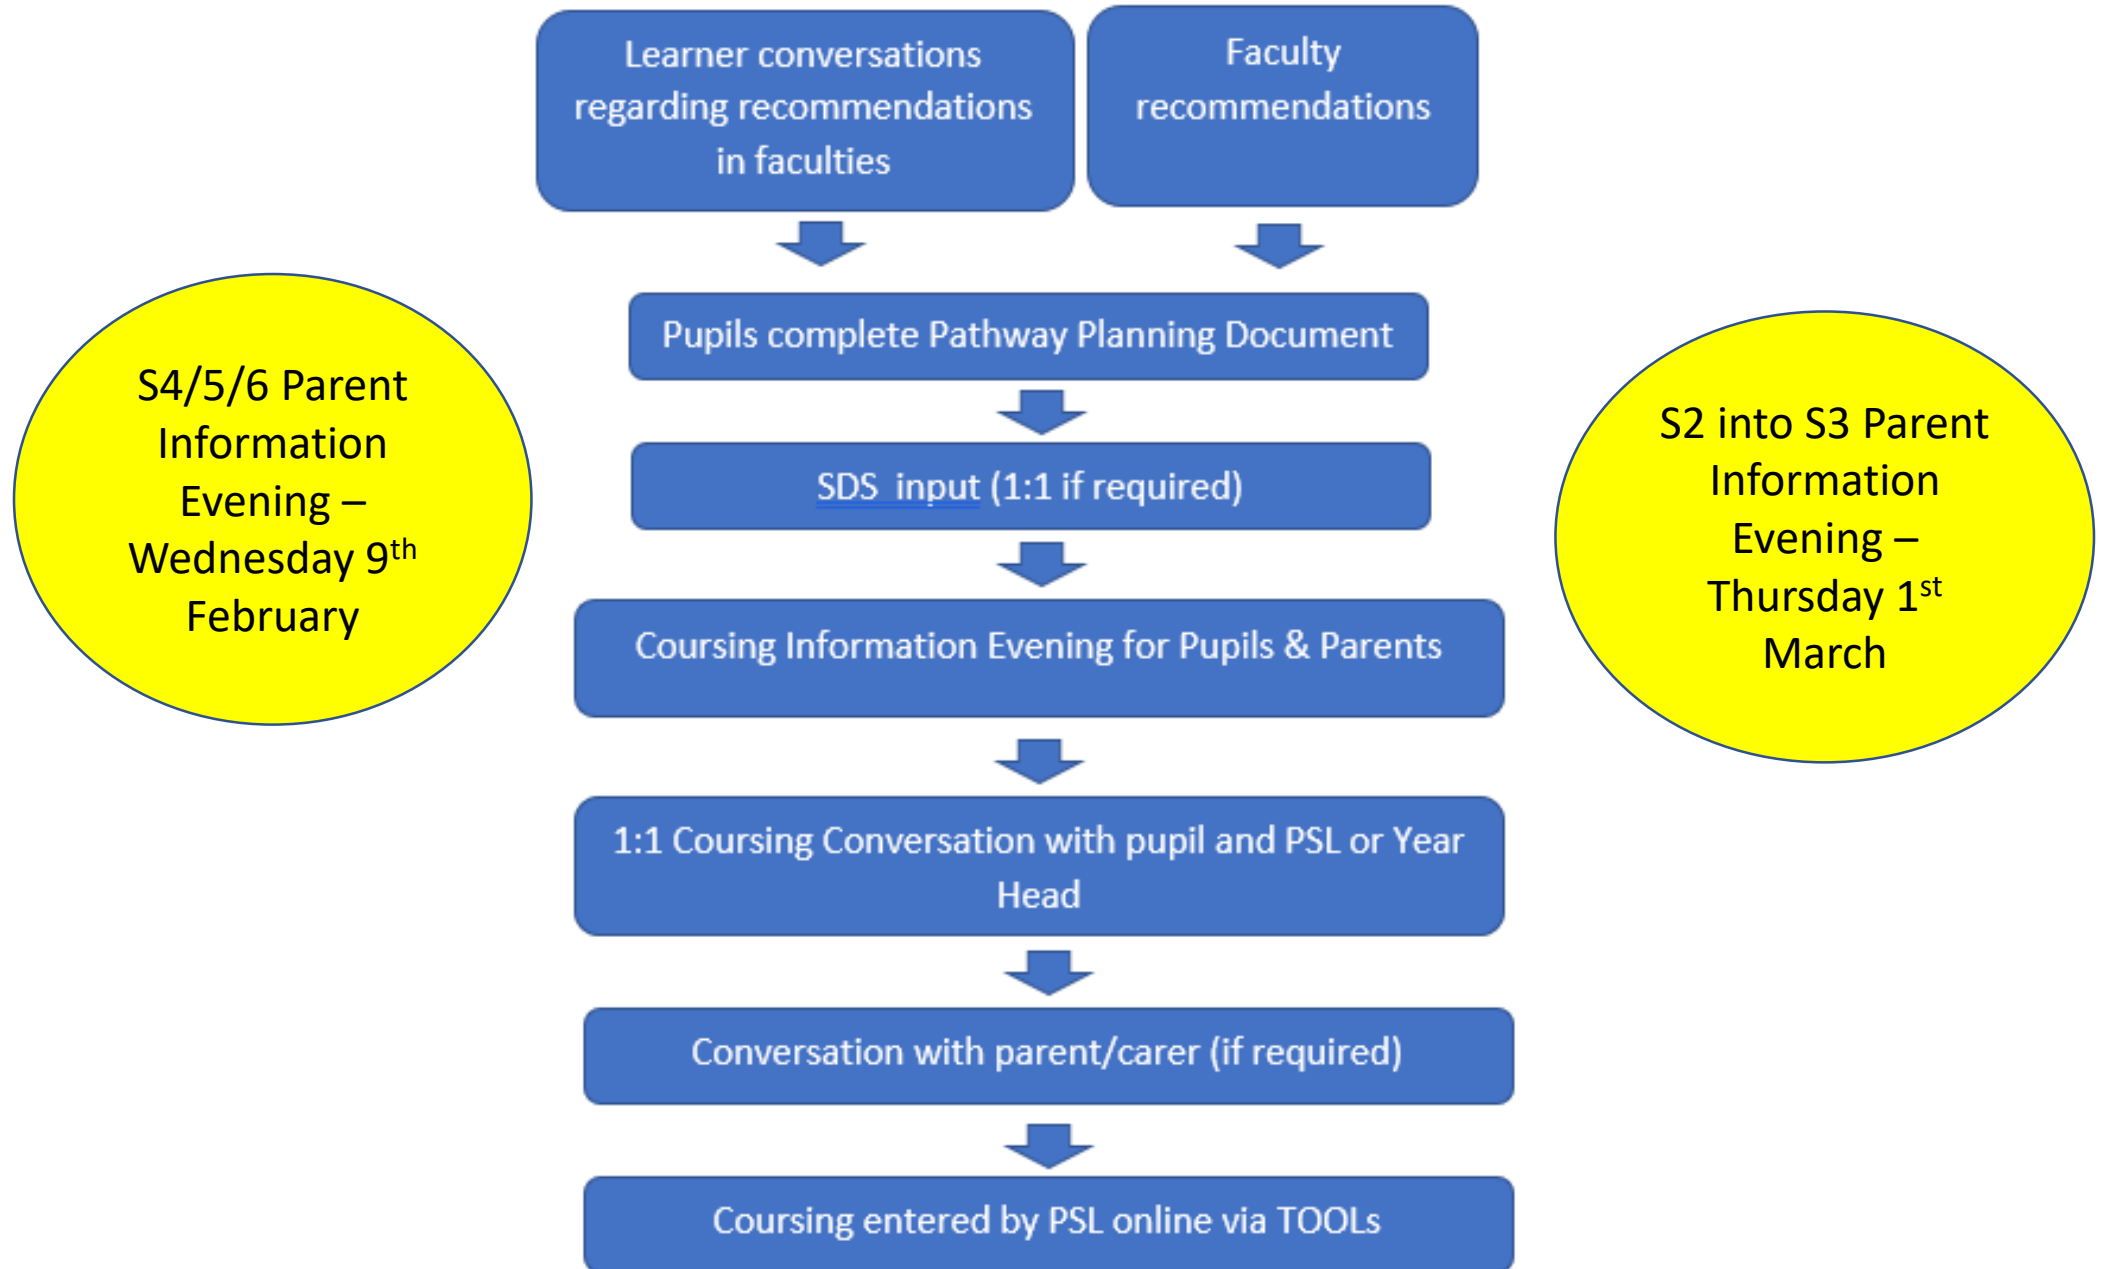 Learner conversations
regarding recommendations
in faculties
Faculty
recommendations
Pupils complete Pathway Planning Document
S4/5/6 Parent
Information
Evening –
Wednesday 9th
February
S2 into S3 Parent
Information
Evening –
Thursday 1st
March
SDS  input (1:1 if required)
Coursing Information Evening for Pupils & Parents
1:1 Coursing Conversation with pupil and PSL or Year
Head
Conversation with parent/carer (if required)
Coursing entered by PSL online via TOOLs